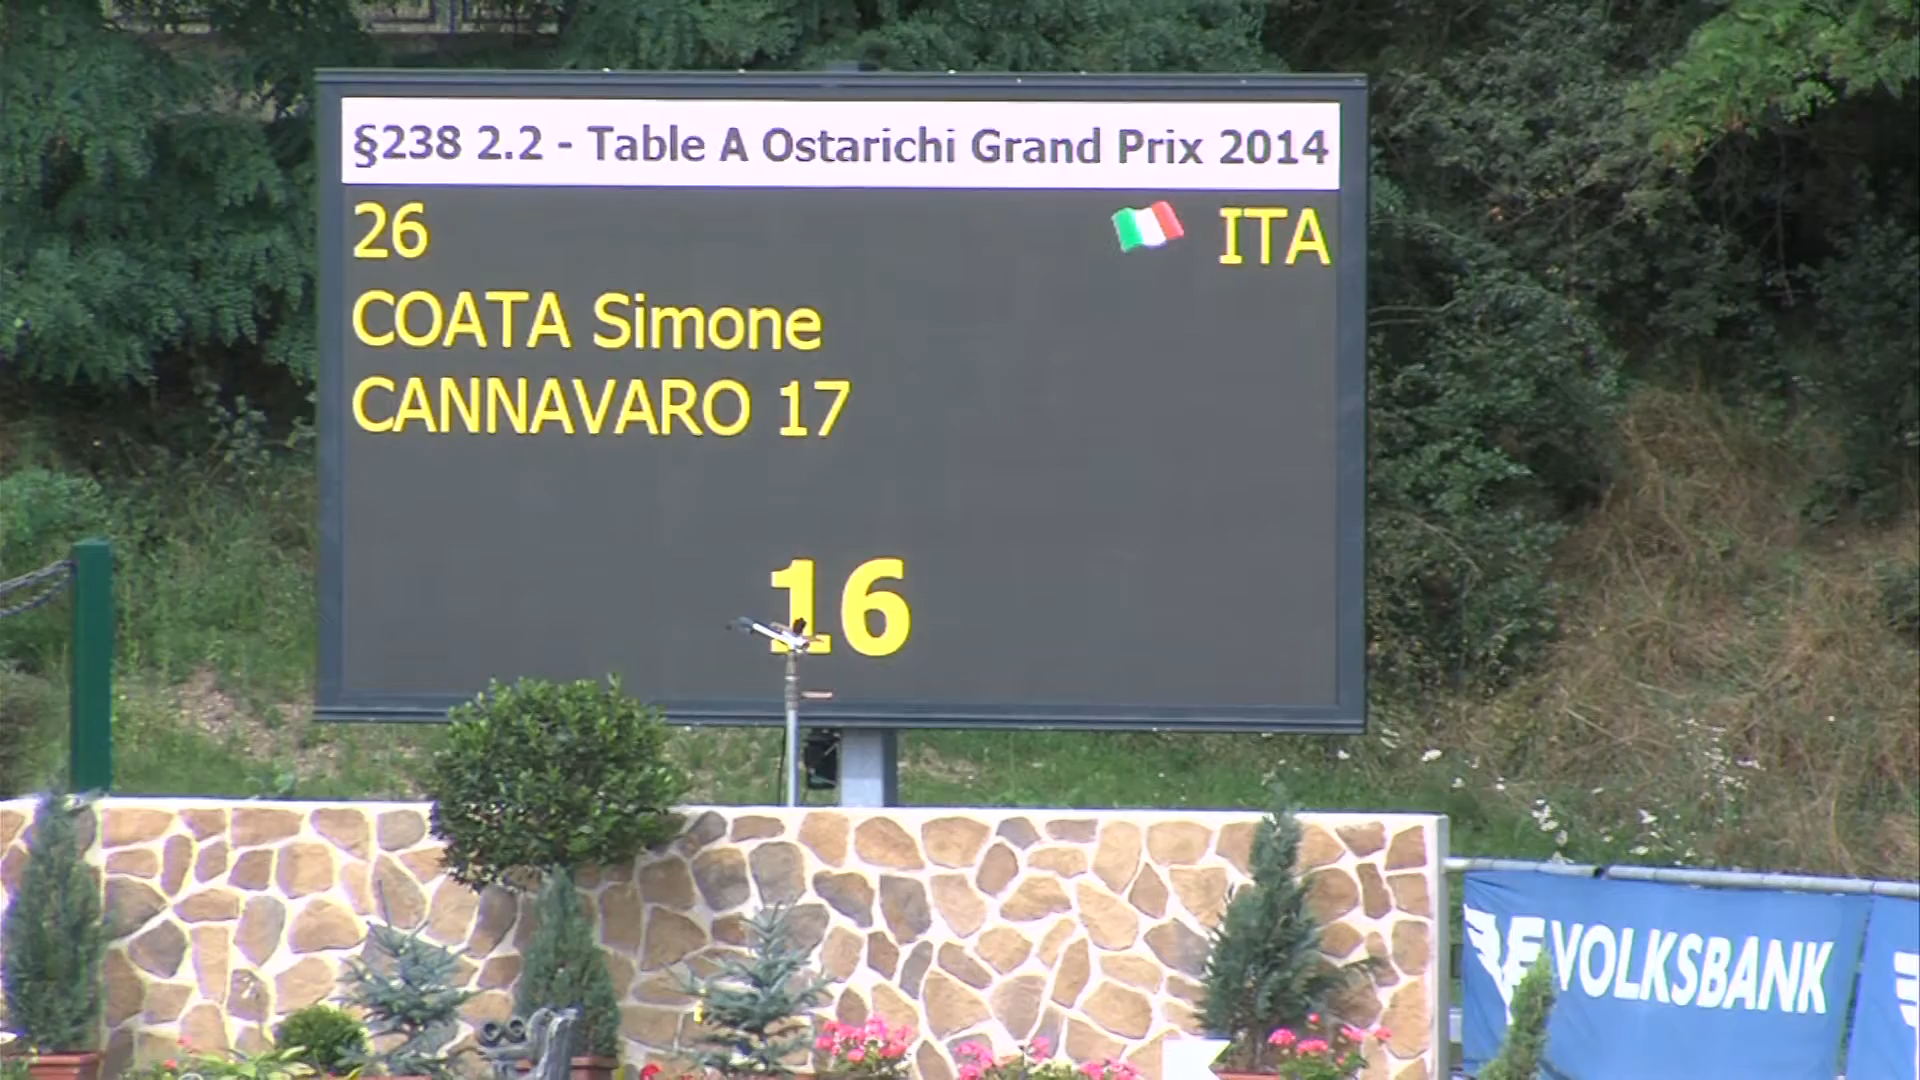 §238 2.2 - Table A Ostarichi Grand Prix 2014
26 ITA
COATA Simone
CANNAVARO 17
16
VOLKSBANK